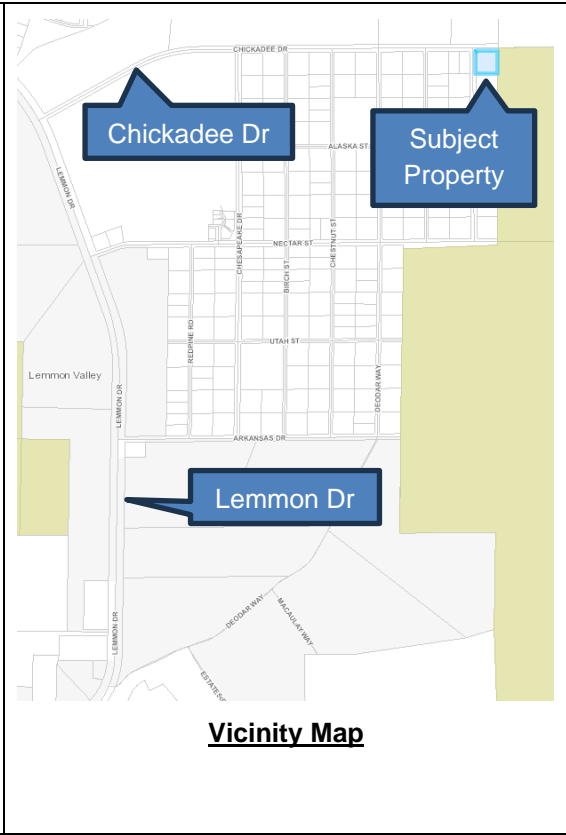 CHICKADEE DR
Chickadee Dr
Subject
Property
ALASKA ST
LEMMON DR
CHESAPEAKE DR
NECTAR ST
BIRCH ST
CHESTNUT ST
REDPINE RD
UTAH ST
Lemmon Valley
LEMMON DR
DEODAR WAY
ARKANSAS DR
Lemmon Dr
DEODAR WAY
MACAULAY WAY
LEMMON DR
ESTATES
Vicinity Map